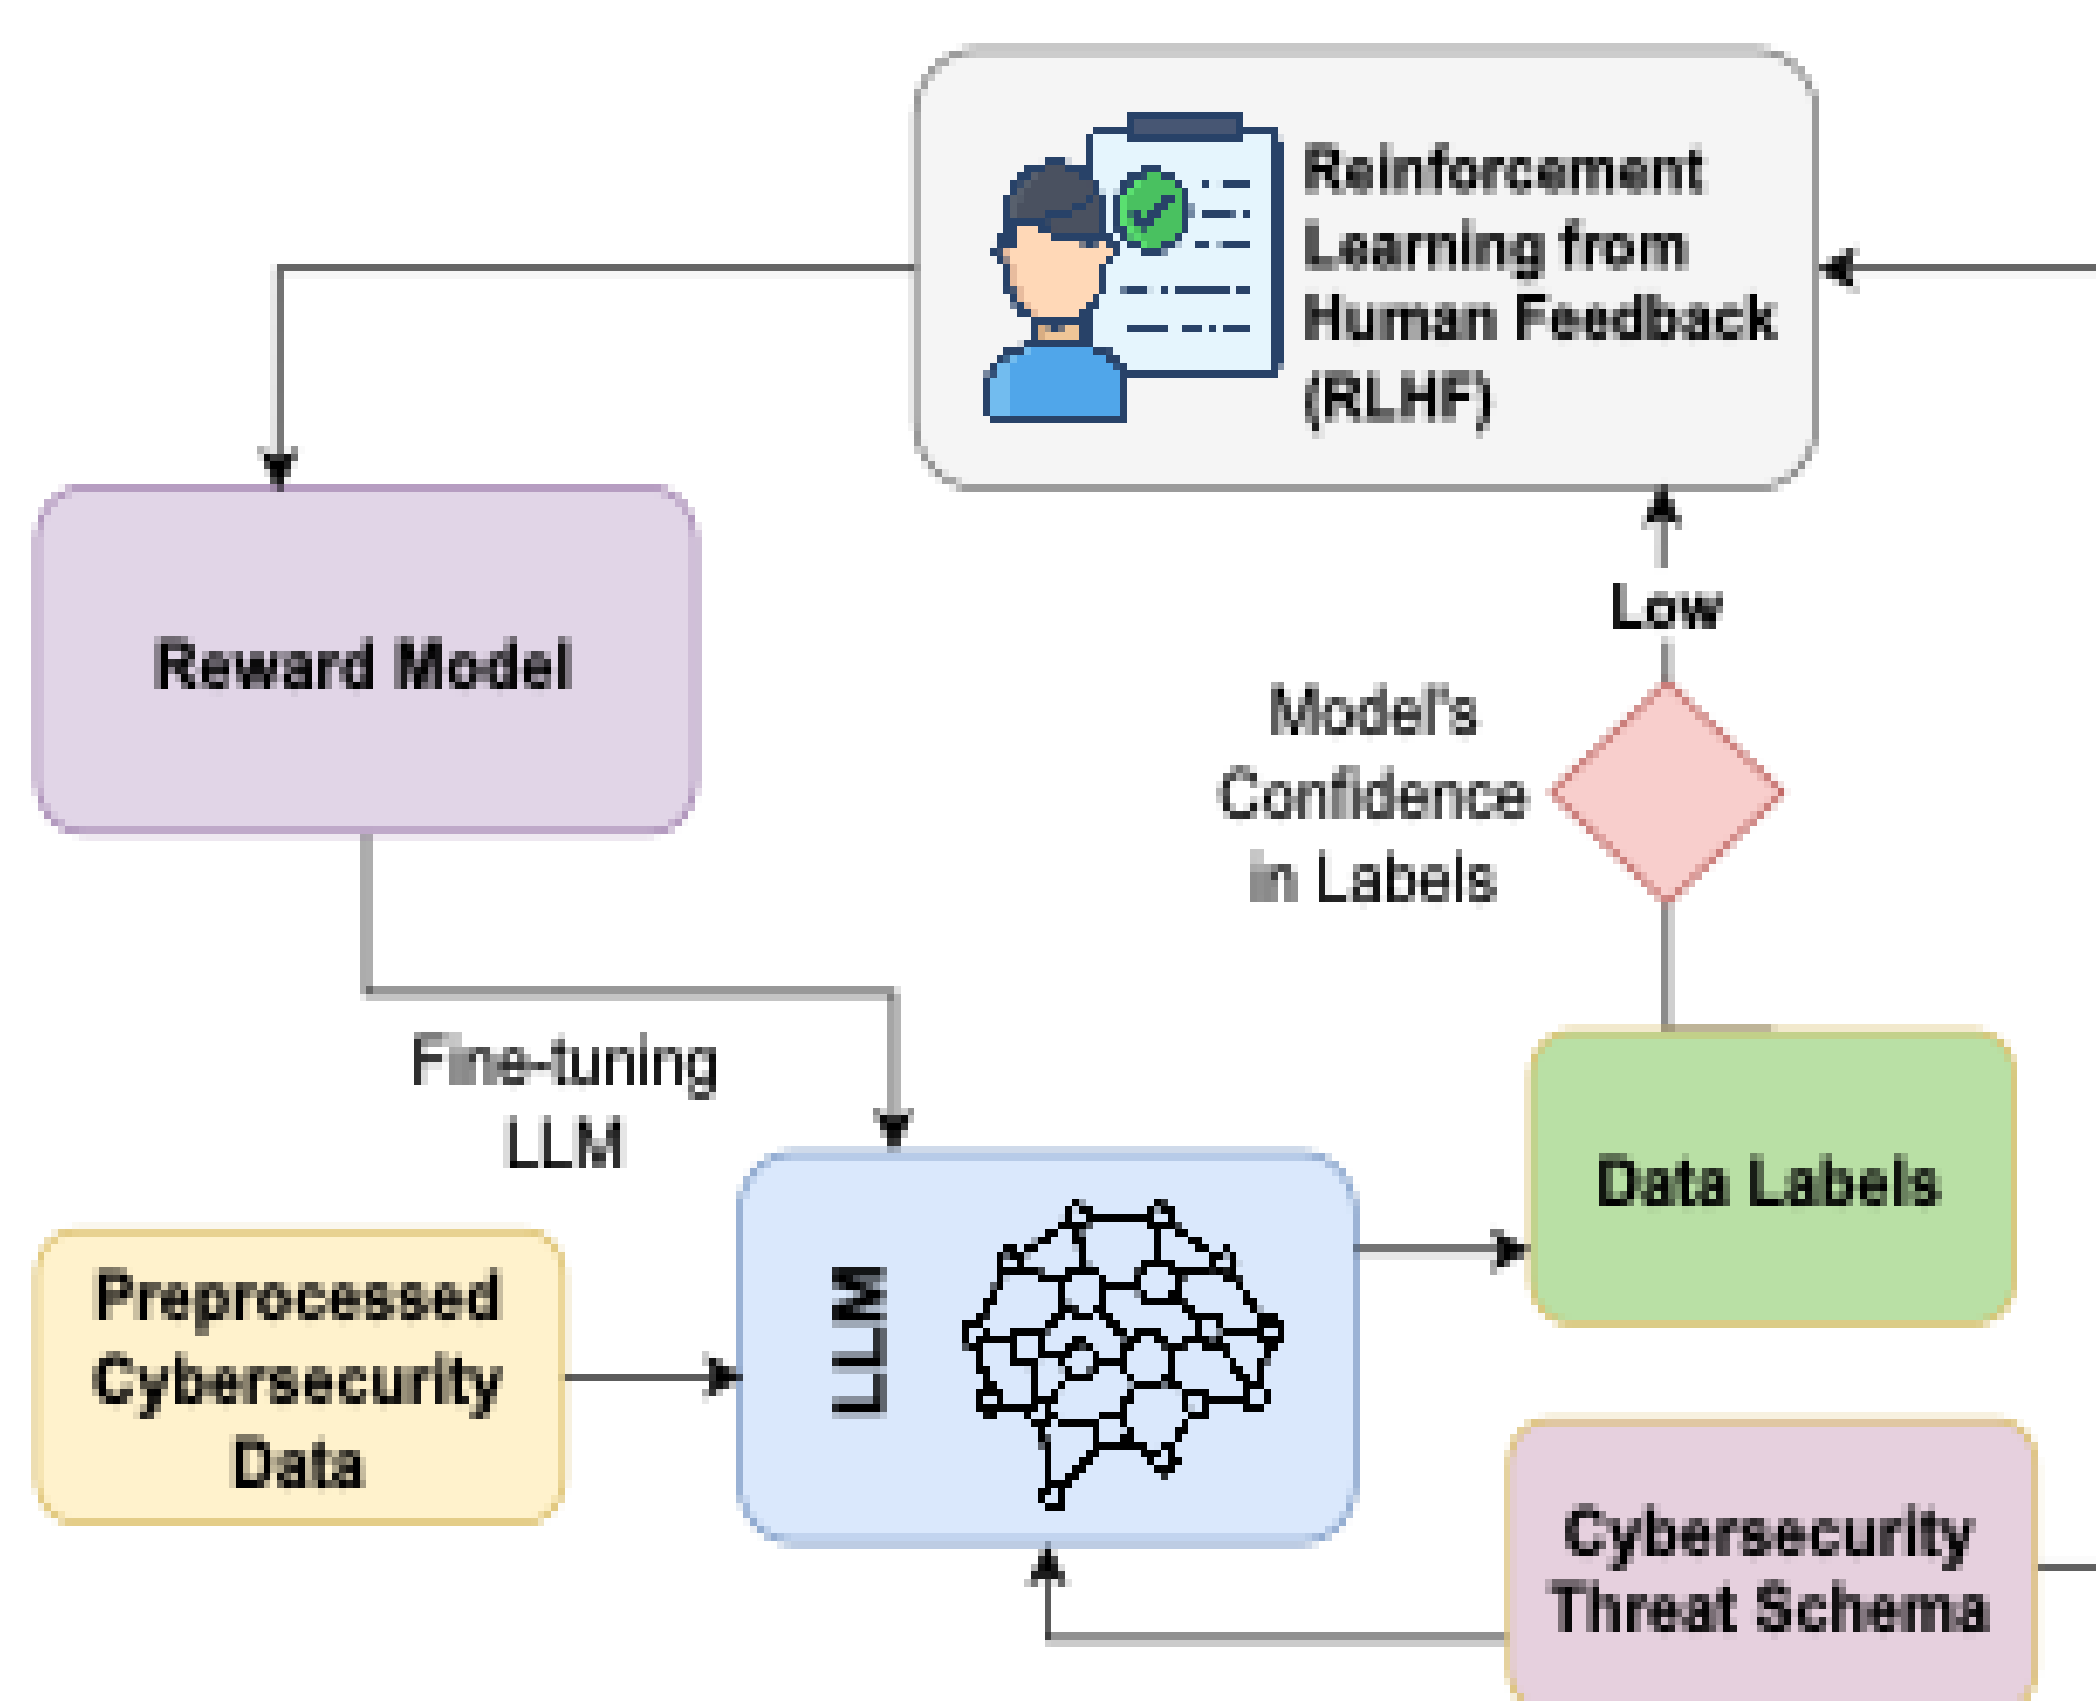 Reinforcement
Learning from
Human Feedback
(RLHF)
Reward Model
Low
Model's
Confidence
in Labels
Fine-tuning
LLM
Data Labels
LLM
Preprocessed
Cybersecurity
Data
Cybersecurity
Threat Schema